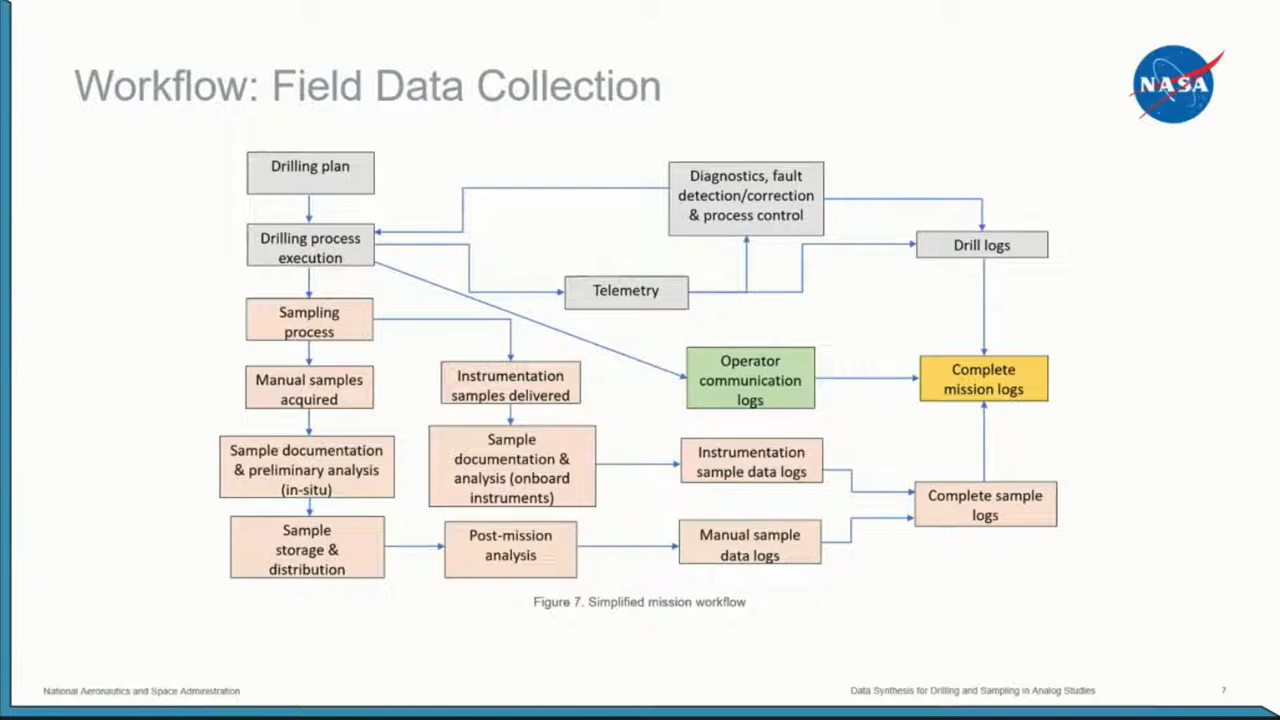 Workflow: Field Data Collection
NASA
Drilling plan
Diagnostics, fault
detection/correction
& process control
Drilling process
execution
Drill logs
Telemetry
Sampling
process
Manual samples
acquired
Instrumentation
samples delivered
Operator
communication
logs
Complete
mission logs
Sample documentation
& preliminary analysis
(in-situ)
Sample
documentation &
analysis (onboard
instruments)
Instrumentation
sample data logs
Complete sample
logs
Sample
storage &
distribution
Post-mission
analysis
Manual sample
data logs
Figure 7. Simplified mission workflow
National Aeronautics and Space Administration
Data Synthesis for Drilling and Sampling in Analog Studies
7